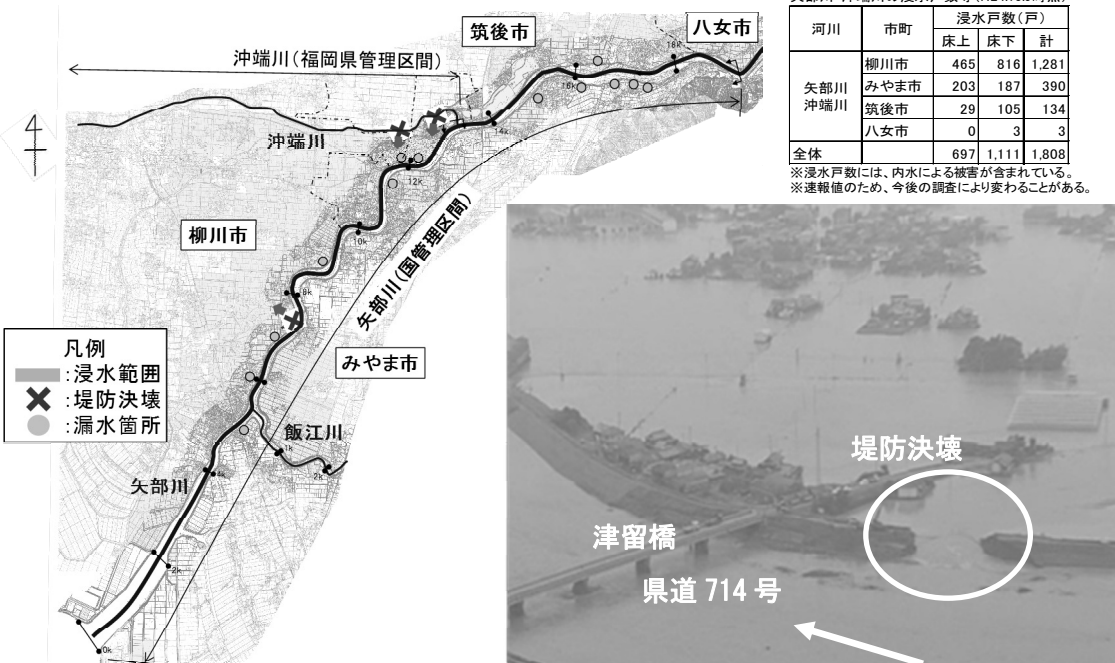 筑後市
八女市
沖端川(福岡県管理区間)
18k
16k
14k
沖端川
12k
柳川市
10k
矢部川(国管理区間)
8k
みやま市
凡例
:浸水範囲
:堤防決壊
:漏水箇所
飯江川
1k
2k
4k
矢部川
2k
0k
河川 市町 浸水戸数(戸)
床上 床下 計
矢部川 沖端川 柳川市 465 816 1,281
みやま市 203 187 390
筑後市 29 105 134
八女市 0 3 3
全体 697 1,111 1,808
※浸水戸数には、内水による被害が含まれている。
※速報値のため、今後の調査により変わることがある。
堤防決壊
津留橋
県道 714 号